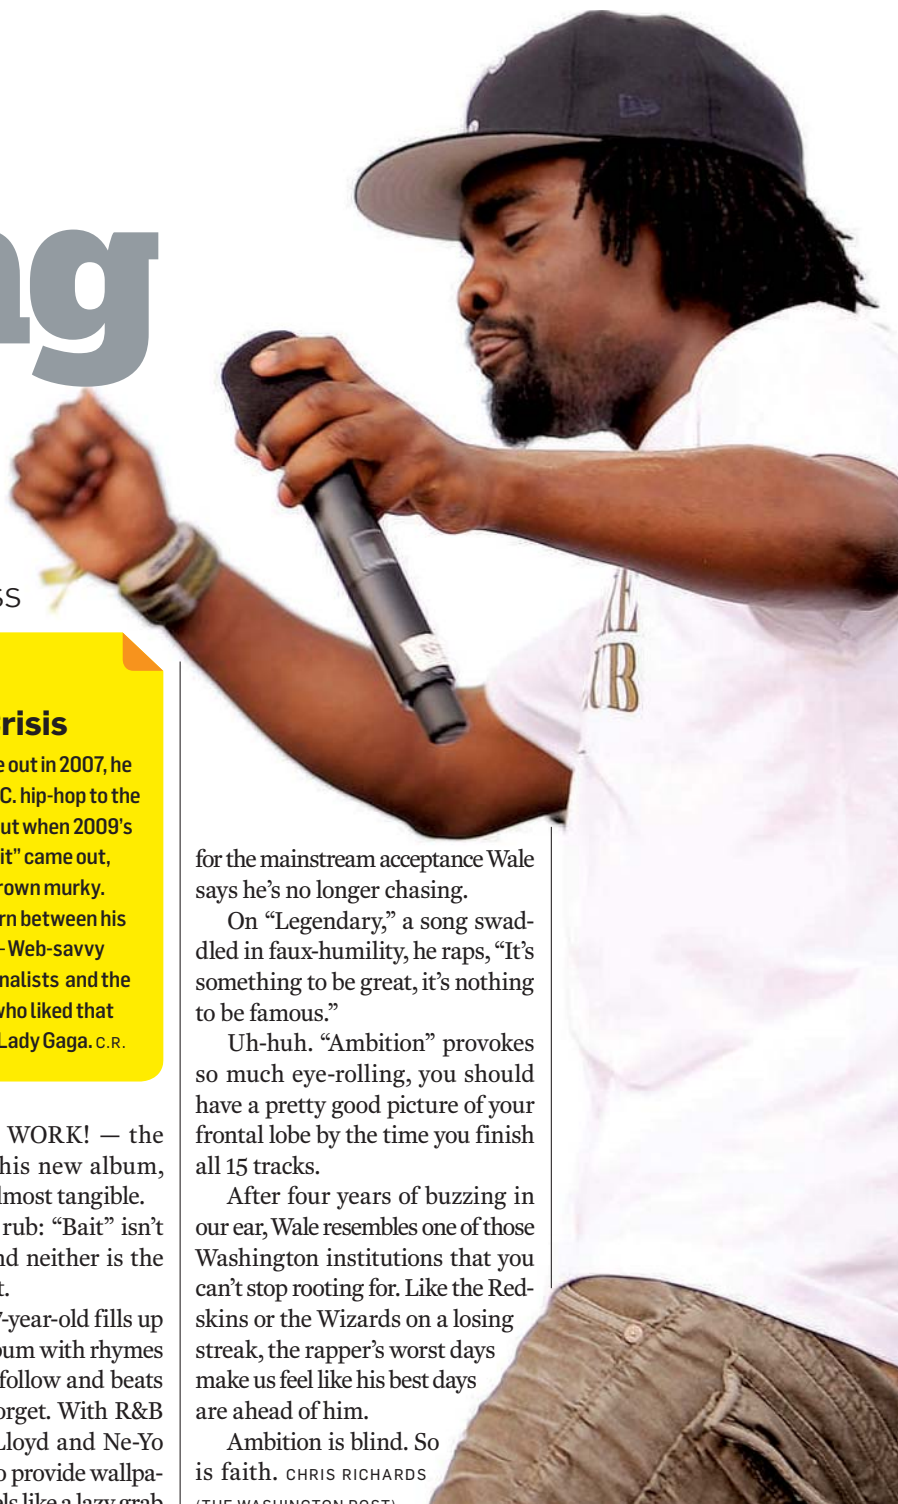 ng
SS
risis
e out in 2007, he
C. hip-hop to the
ut when 2009's
it” came out,
rown murky.
rn between his
– Web-savvy
nalists and the
who liked that
Lady Gaga. C.R.
WORK! — the
his new album,
lmost tangible.
rub: “Bait” isn’t
nd neither is the
t.
7-year-old fills up
bum with rhymes
follow and beats
orget. With R&B
Lloyd and Ne-Yo
o provide wallpa-
ls like a lazy grab
for the mainstream acceptance Wale
says he’s no longer chasing.
On “Legendary,” a song swad-
dled in faux-humility, he raps, “It’s
something to be great, it’s nothing
to be famous.”
Uh-huh. “Ambition” provokes
so much eye-rolling, you should
have a pretty good picture of your
frontal lobe by the time you finish
all 15 tracks.
After four years of buzzing in
our ear, Wale resembles one of those
Washington institutions that you
can’t stop rooting for. Like the Red-
skins or the Wizards on a losing
streak, the rapper’s worst days
make us feel like his best days
are ahead of him.
Ambition is blind. So
is faith. CHRIS RICHARDS
(THE WASHINGTON POST)
UB